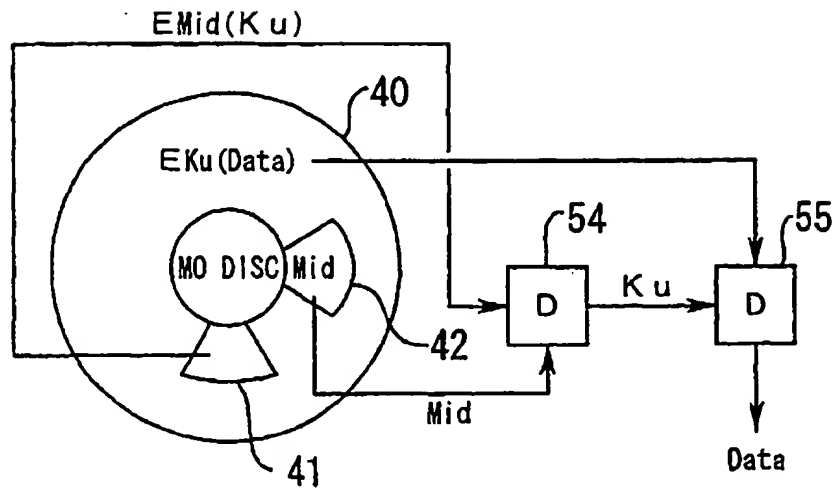 EMid(Ku)
40
EKu(Data)
54
55
MO DISC
Mid
D
Ku
D
42
Mid
41
Data